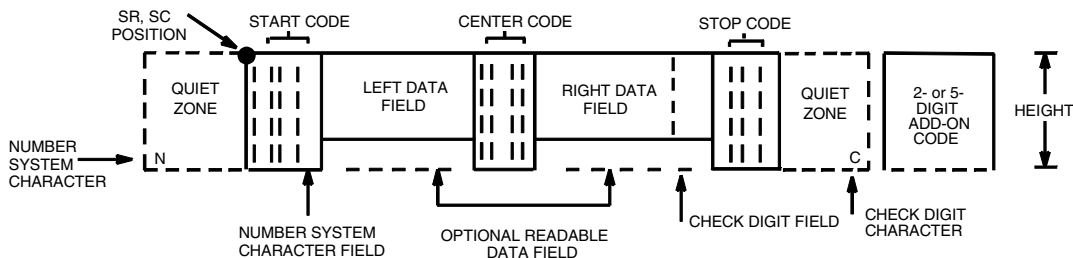 SR, SC
POSITION
START CODE
CENTER CODE
STOP CODE
QUIET
ZONE
LEFT DATA
FIELD
RIGHT DATA
FIELD
QUIET
ZONE
2- or 5-
DIGIT
ADD-ON
CODE
HEIGHT
NUMBER
SYSTEM
CHARACTER
N
C
NUMBER SYSTEM
CHARACTER FIELD
OPTIONAL READABLE
DATA FIELD
CHECK DIGIT FIELD
CHECK DIGIT
CHARACTER